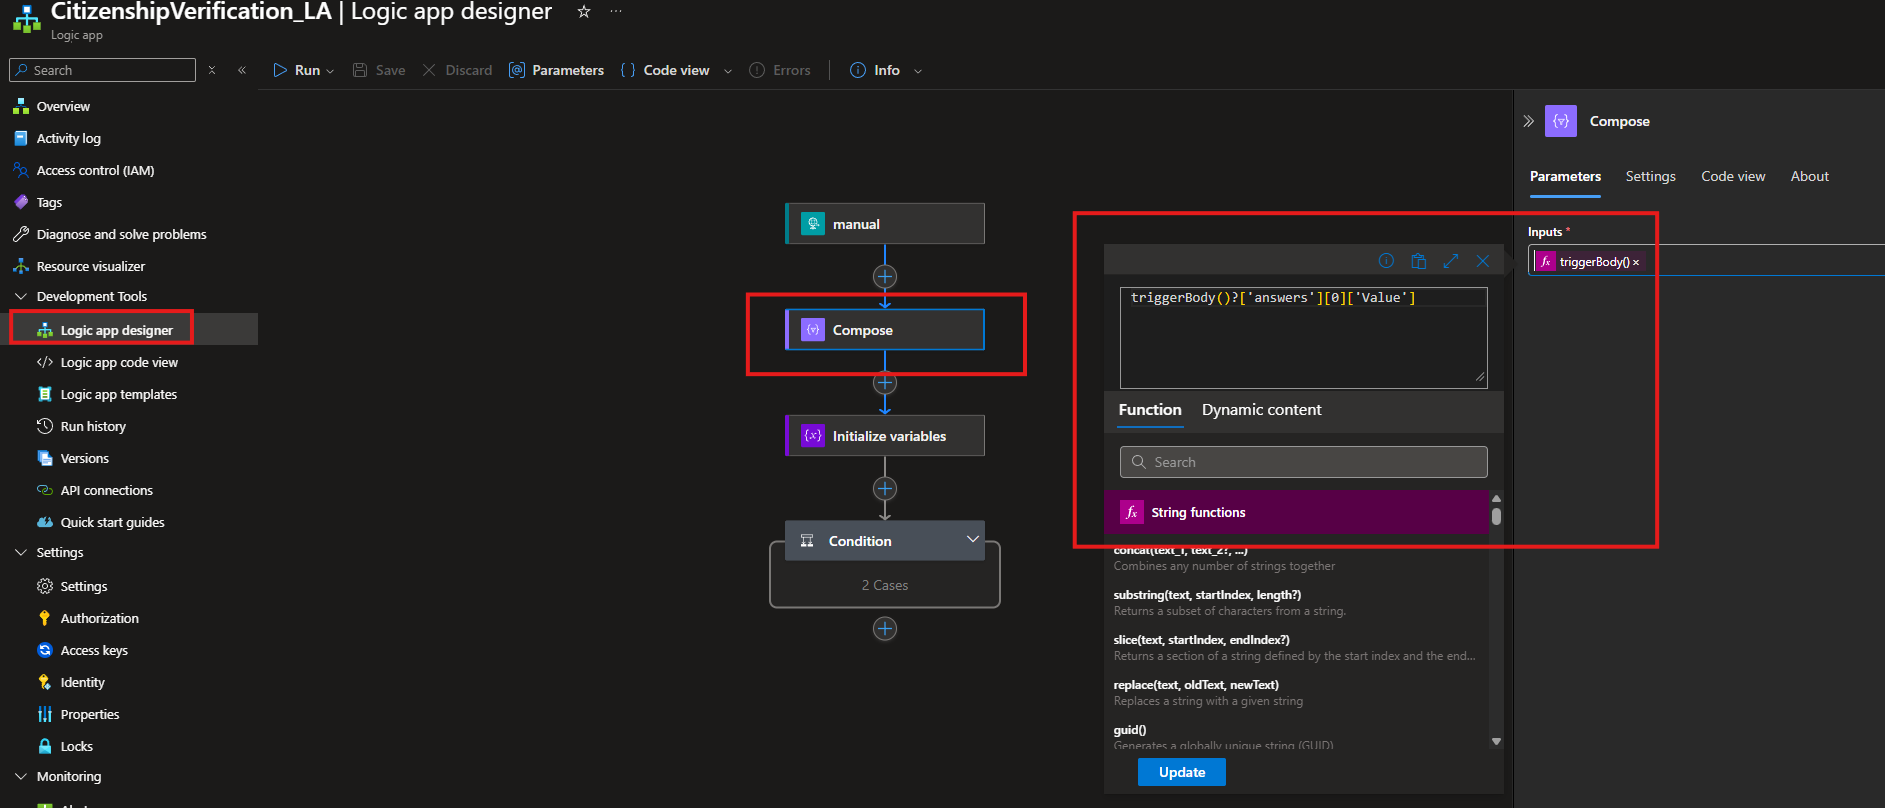 CitizenshipVerification_LA | Logic app designer
Logic app
Search
Run
Save
Discard
Parameters
Code view
Errors
Info
Overview
Activity log
Access control (IAM)
Tags
Diagnose and solve problems
Resource visualizer
Development Tools
Logic app designer
Logic app code view
Logic app templates
Run history
Versions
API connections
Quick start guides
Settings
Settings
Authorization
Access keys
Identity
Properties
Locks
Monitoring
manual
Compose
Initialize variables
Condition
2 Cases
triggerBody()?['answers'][0]['Value']
Function
Dynamic content
Search
String functions
concat(text_1, text_2?, ...)
Combines any number of strings together
substring(text, startIndex, length?)
Returns a subset of characters from a string.
slice(text, startIndex, endIndex?)
Returns a section of a string defined by the start index and the end...
replace(text, oldText, newText)
Replaces a string with a given string
guid()
Generates a globally unique string (GUID)
Update
Compose
Parameters
Settings
Code view
About
Inputs *
triggerBody() ×